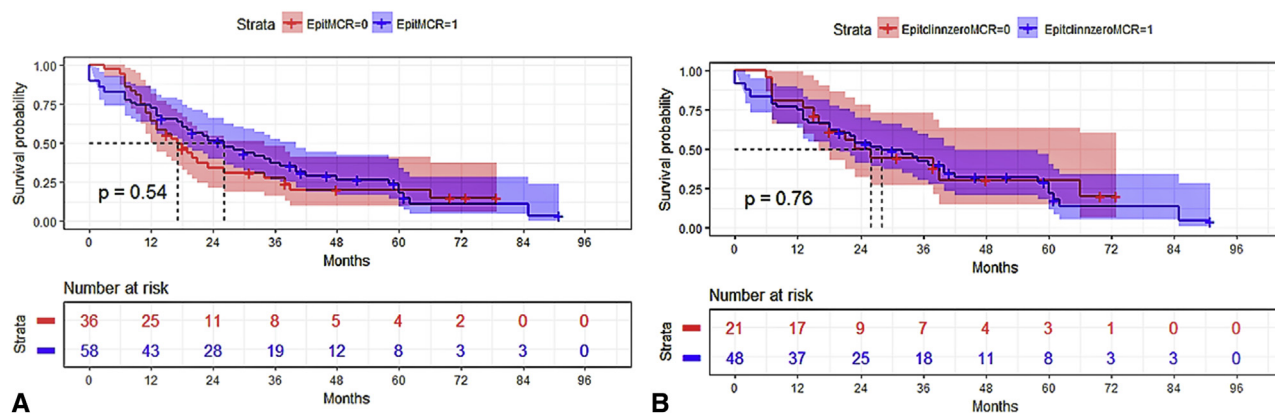 Strata EpitMCR=0 EpitMCR=1
Survival probability
1.00
0.75
0.50
0.25
0.00
p = 0.54
0 12 24 36 48 60 72 84 96
Months
Number at risk
Strata
36 25 11 8 5 4 2 0 0
58 43 28 19 12 8 3 3 0
0 12 24 36 48 60 72 84 96
Months
A
Strata EpitclinnzeroMCR=0 EpitclinnzeroMCR=1
Survival probability
1.00
0.75
0.50
0.25
0.00
p = 0.76
0 12 24 36 48 60 72 84 96
Months
Number at risk
Strata
21 17 9 7 4 3 1 0 0
48 37 25 18 11 8 3 3 0
0 12 24 36 48 60 72 84 96
Months
B